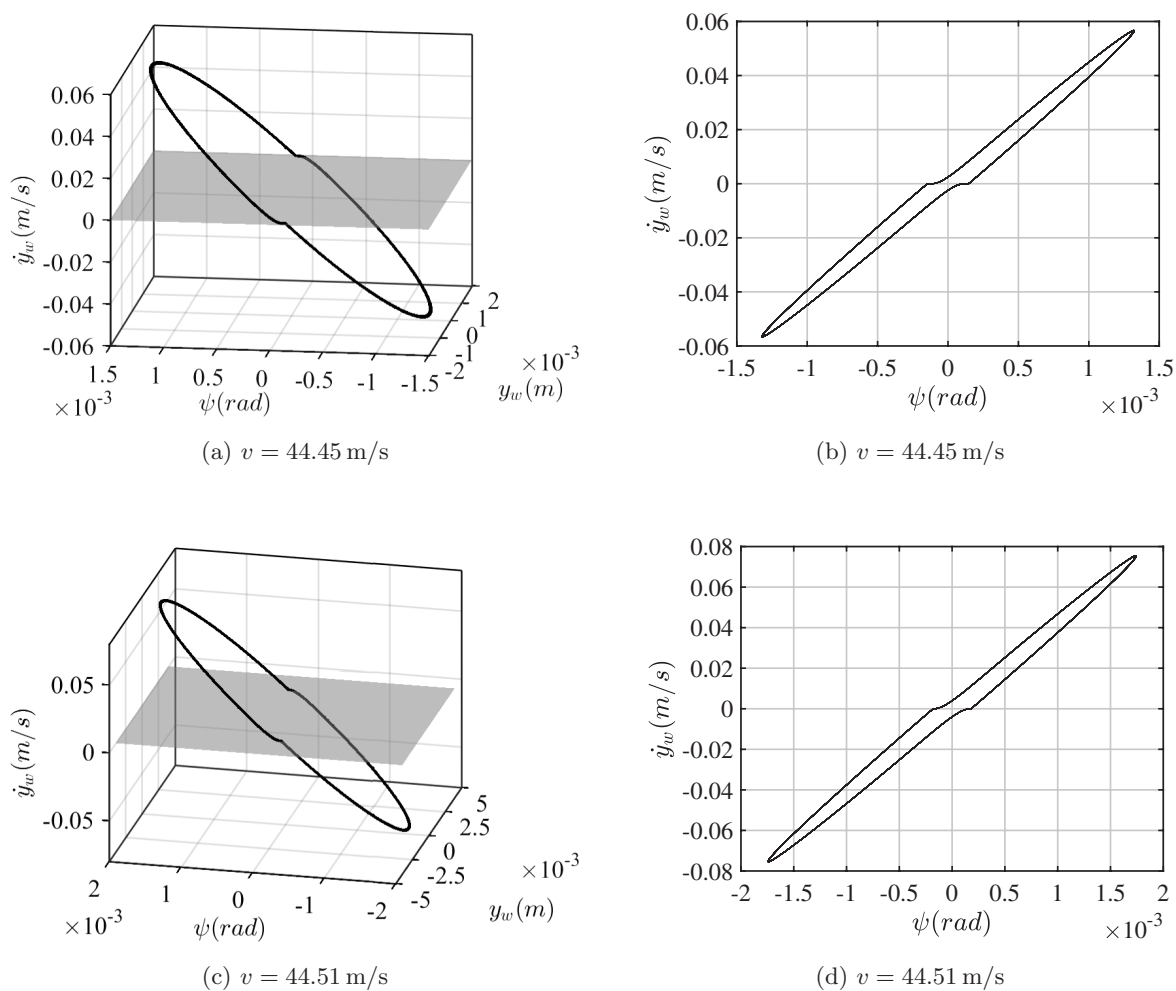 0.06
0.04
0.02
0
-0.02
-0.04
-0.06
ẏ_w(m/s)
1.5 1 0.5 0 -0.5 -1 -1.5
×10⁻³
ψ(rad)
-2 -1 0 1 2
×10⁻³
y_w(m)
(a) v = 44.45 m/s
0.06
0.04
0.02
0
-0.02
-0.04
-0.06
ẏ_w(m/s)
-1.5 -1 -0.5 0 0.5 1 1.5
ψ(rad)
×10⁻³
(b) v = 44.45 m/s
0.05
0
-0.05
ẏ_w(m/s)
2 1 0 -1 -2
×10⁻³
ψ(rad)
-5 -2.5 0 2.5 5
×10⁻³
y_w(m)
(c) v = 44.51 m/s
0.08
0.06
0.04
0.02
0
-0.02
-0.04
-0.06
-0.08
ẏ_w(m/s)
-2 -1.5 -1 -0.5 0 0.5 1 1.5 2
ψ(rad)
×10⁻³
(d) v = 44.51 m/s